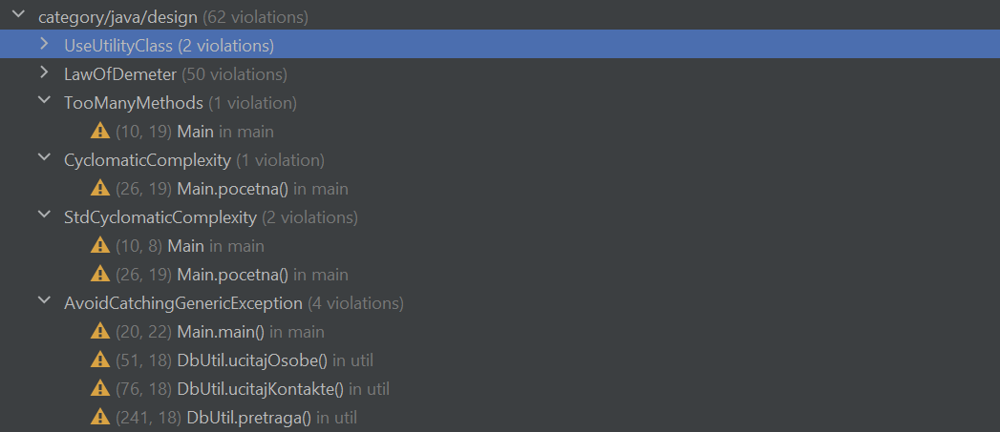 category/java/design (62 violations)
UseUtilityClass (2 violations)
LawOfDemeter (50 violations)
TooManyMethods (1 violation)
(10, 19) Main in main
CyclomaticComplexity (1 violation)
(26, 19) Main.pocetna() in main
StdCyclomaticComplexity (2 violations)
(10, 8) Main in main
(26, 19) Main.pocetna() in main
AvoidCatchingGenericException (4 violations)
(20, 22) Main.main() in main
(51, 18) DbUtil.ucitajOsobe() in util
(76, 18) DbUtil.ucitajKontakte() in util
(241, 18) DbUtil.pretraga() in util